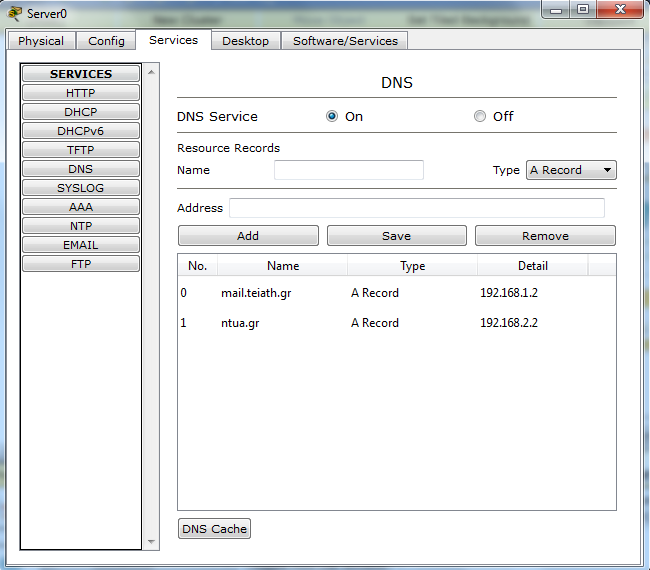 Server0
Physical Config Services Desktop Software/Services
SERVICES
HTTP
DHCP
DHCPv6
TFTP
DNS
SYSLOG
AAA
NTP
EMAIL
FTP
DNS
DNS Service On Off
Resource Records
Name Type A Record
Address
Add Save Remove
No. Name Type Detail
0 mail.teiath.gr A Record 192.168.1.2
1 ntua.gr A Record 192.168.2.2
DNS Cache